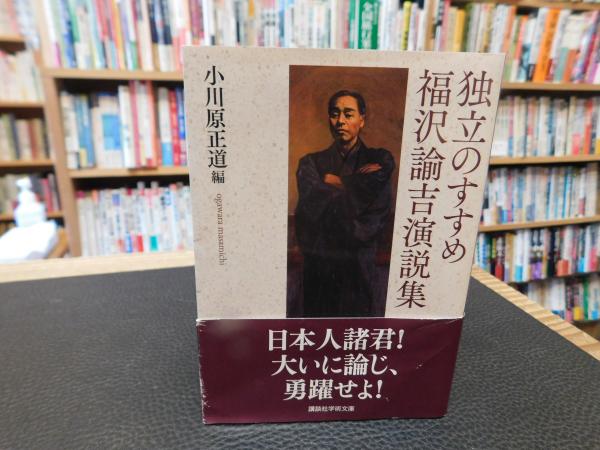 独立のすすめ
福沢諭吉演説集
小川原正道 編
ogawara masamichi
日本人諸君!
大いに論じ、
勇躍せよ!
講談社学術文庫